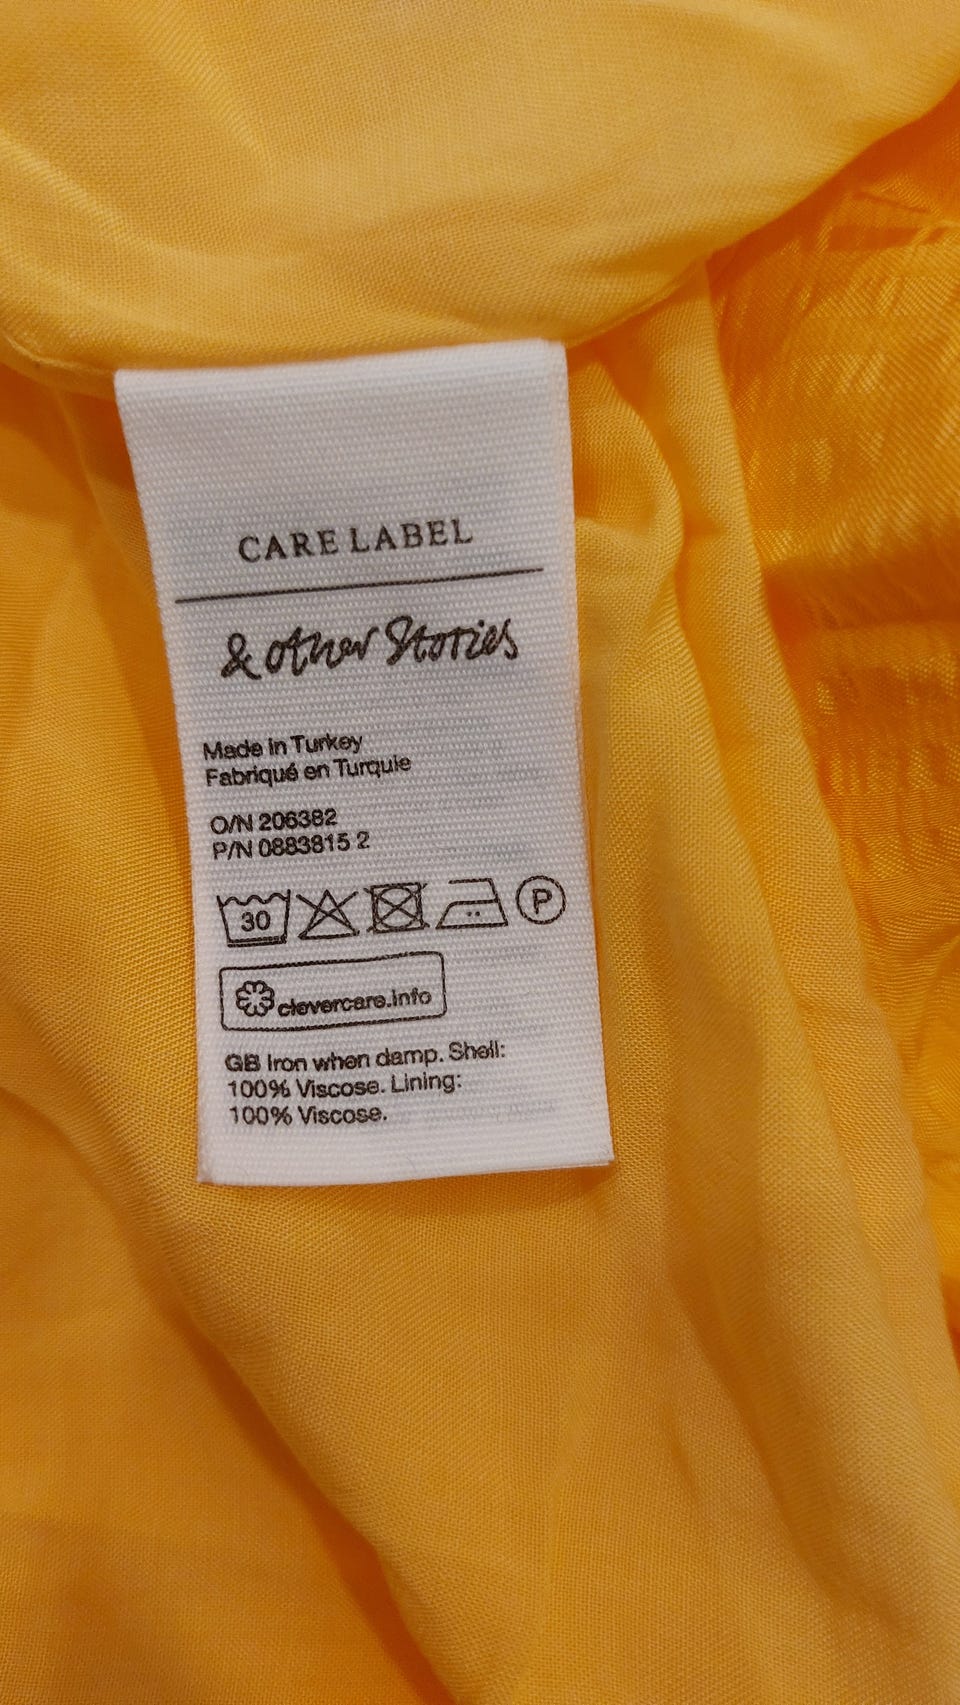 CARE LABEL
& other Stories
Made in Turkey
Fabriqué en Turquie
O/N 206382
P/N 0883815 2
30 P
clevercare.info
GB Iron when damp. Shell:
100% Viscose. Lining:
100% Viscose.